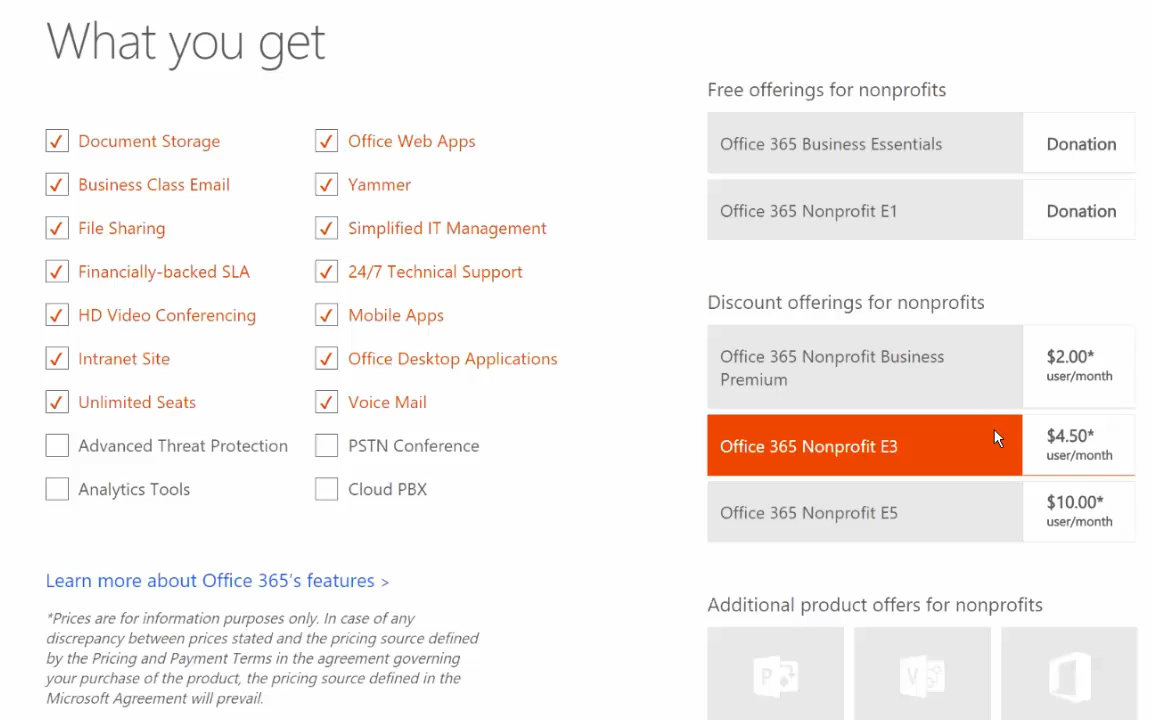 What you get
Document Storage
Office Web Apps
Business Class Email
Yammer
File Sharing
Simplified IT Management
Financially-backed SLA
24/7 Technical Support
HD Video Conferencing
Mobile Apps
Intranet Site
Office Desktop Applications
Unlimited Seats
Voice Mail
Advanced Threat Protection
PSTN Conference
Analytics Tools
Cloud PBX
Learn more about Office 365's features >
*Prices are for information purposes only. In case of any
discrepancy between prices stated and the pricing source defined
by the Pricing and Payment Terms in the agreement governing
your purchase of the product, the pricing source defined in the
Microsoft Agreement will prevail.
Free offerings for nonprofits
Office 365 Business Essentials
Donation
Office 365 Nonprofit E1
Donation
Discount offerings for nonprofits
Office 365 Nonprofit Business
Premium
$2.00*
user/month
Office 365 Nonprofit E3
$4.50*
user/month
Office 365 Nonprofit E5
$10.00*
user/month
Additional product offers for nonprofits
P
V